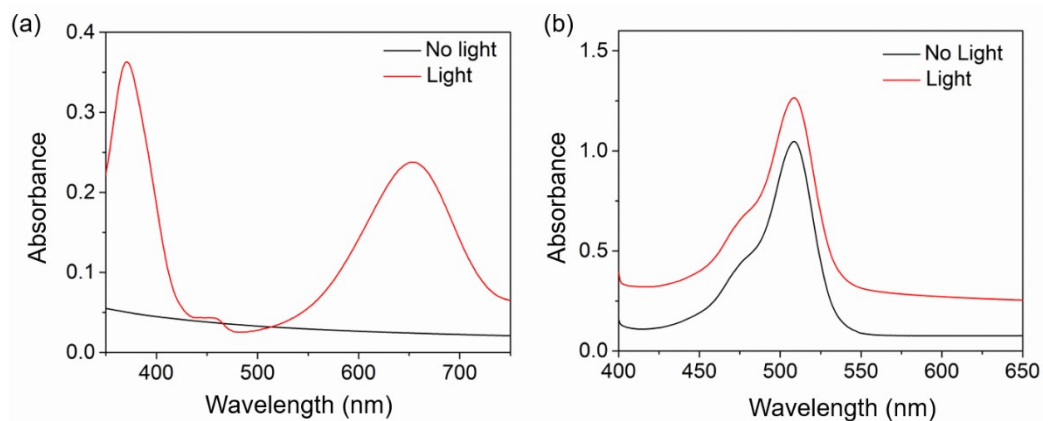 (a)
0.4
0.3
0.2
0.1
0.0
Absorbance
No light
Light
400
500
600
700
Wavelength (nm)
(b)
1.5
1.0
0.5
0.0
Absorbance
No Light
Light
400
450
500
550
600
650
Wavelength (nm)